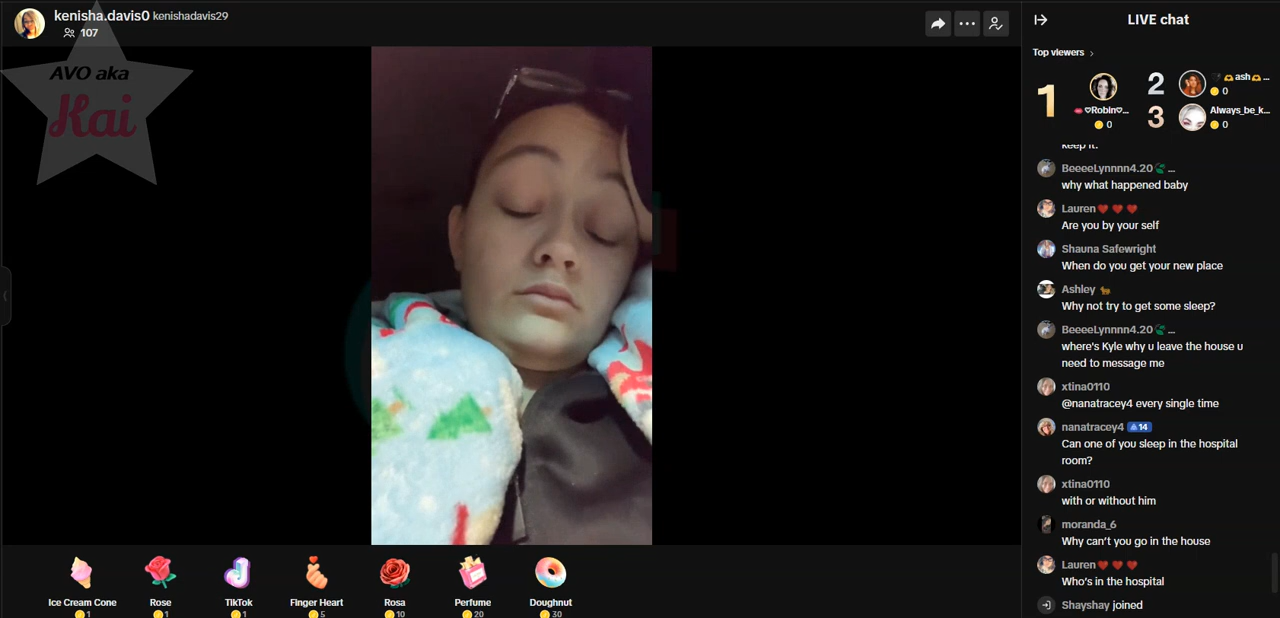 kenisha.davis0 kenishadavis29
107
AVO aka
Kai
Ice Cream Cone
1
Rose
1
TikTok
1
Finger Heart
5
Rosa
10
Perfume
20
Doughnut
30
LIVE chat
Top viewers
1
♡Robin♡...
0
2
ash🫶...
0
3
Always_be_k...
0
keep it.
BeeeeLynnnn4.20 ...
why what happened baby
Lauren❤️❤️❤️
Are you by your self
Shauna Safewright
When do you get your new place
Ashley 🐅
Why not try to get some sleep?
BeeeeLynnnn4.20 ...
where's Kyle why u leave the house u
need to message me
xtina0110
@nanatracey4 every single time
nanatracey4 14
Can one of you sleep in the hospital
room?
xtina0110
with or without him
moranda_6
Why can't you go in the house
Lauren❤️❤️❤️
Who's in the hospital
Shayshay joined